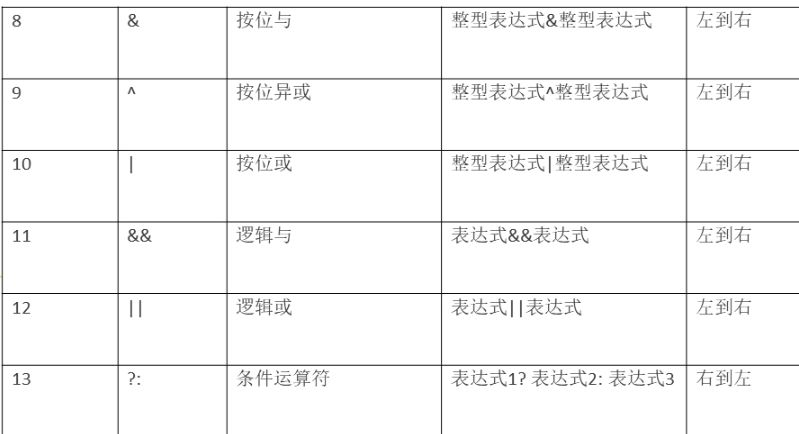 8 & 按位与 整型表达式&整型表达式 左到右
9 ^ 按位异或 整型表达式^整型表达式 左到右
10 | 按位或 整型表达式|整型表达式 左到右
11 && 逻辑与 表达式&&表达式 左到右
12 || 逻辑或 表达式||表达式 左到右
13 ?: 条件运算符 表达式1? 表达式2: 表达式3 右到左